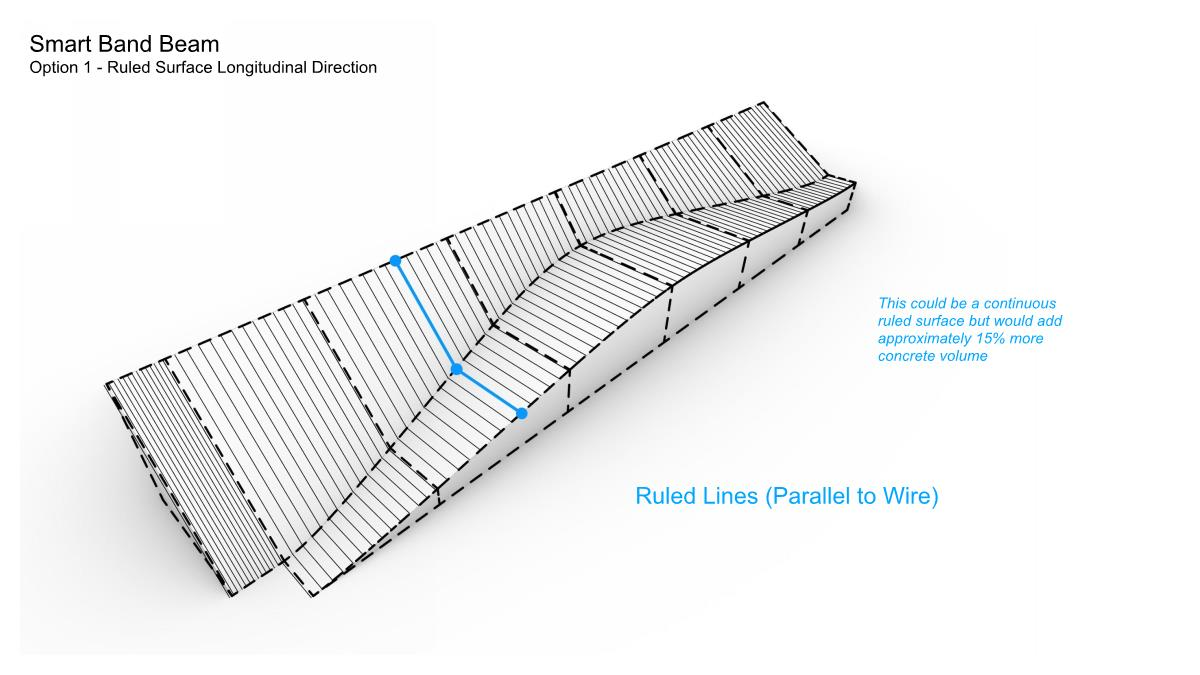 Smart Band Beam
Option 1 - Ruled Surface Longitudinal Direction
This could be a continuous
ruled surface but would add
approximately 15% more
concrete volume
Ruled Lines (Parallel to Wire)